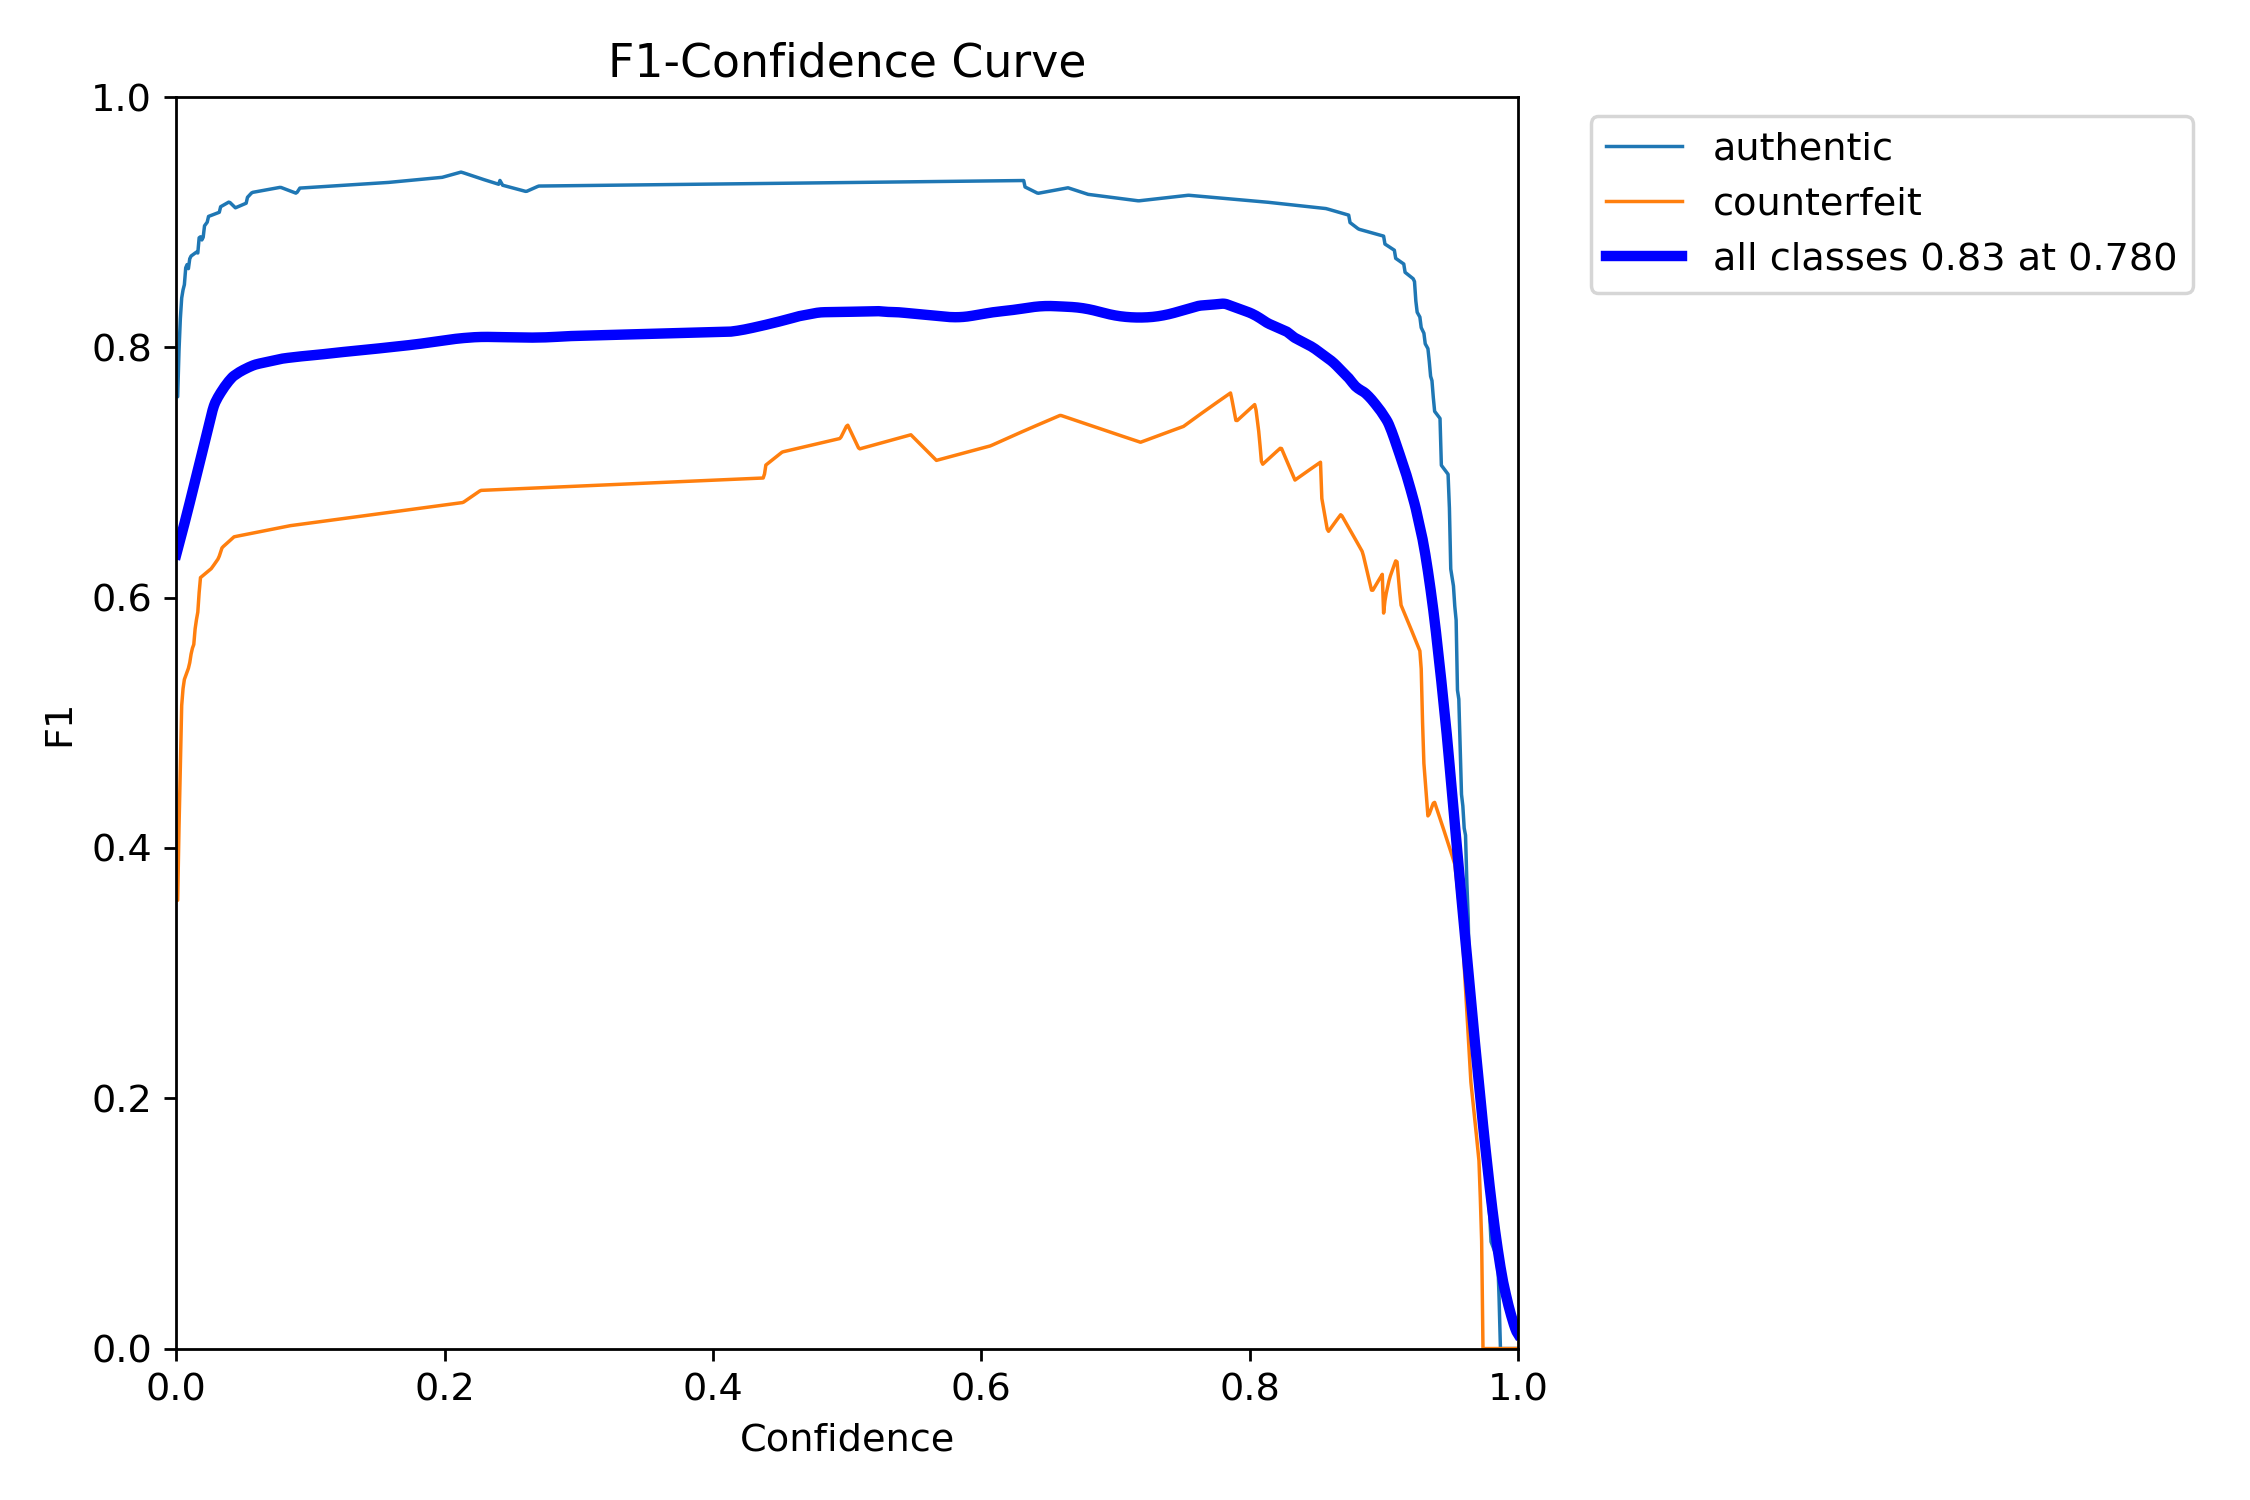 F1-Confidence Curve
authentic
counterfeit
all classes 0.83 at 0.780
F1
1.0
0.8
0.6
0.4
0.2
0.0
0.0 0.2 0.4 0.6 0.8 1.0
Confidence